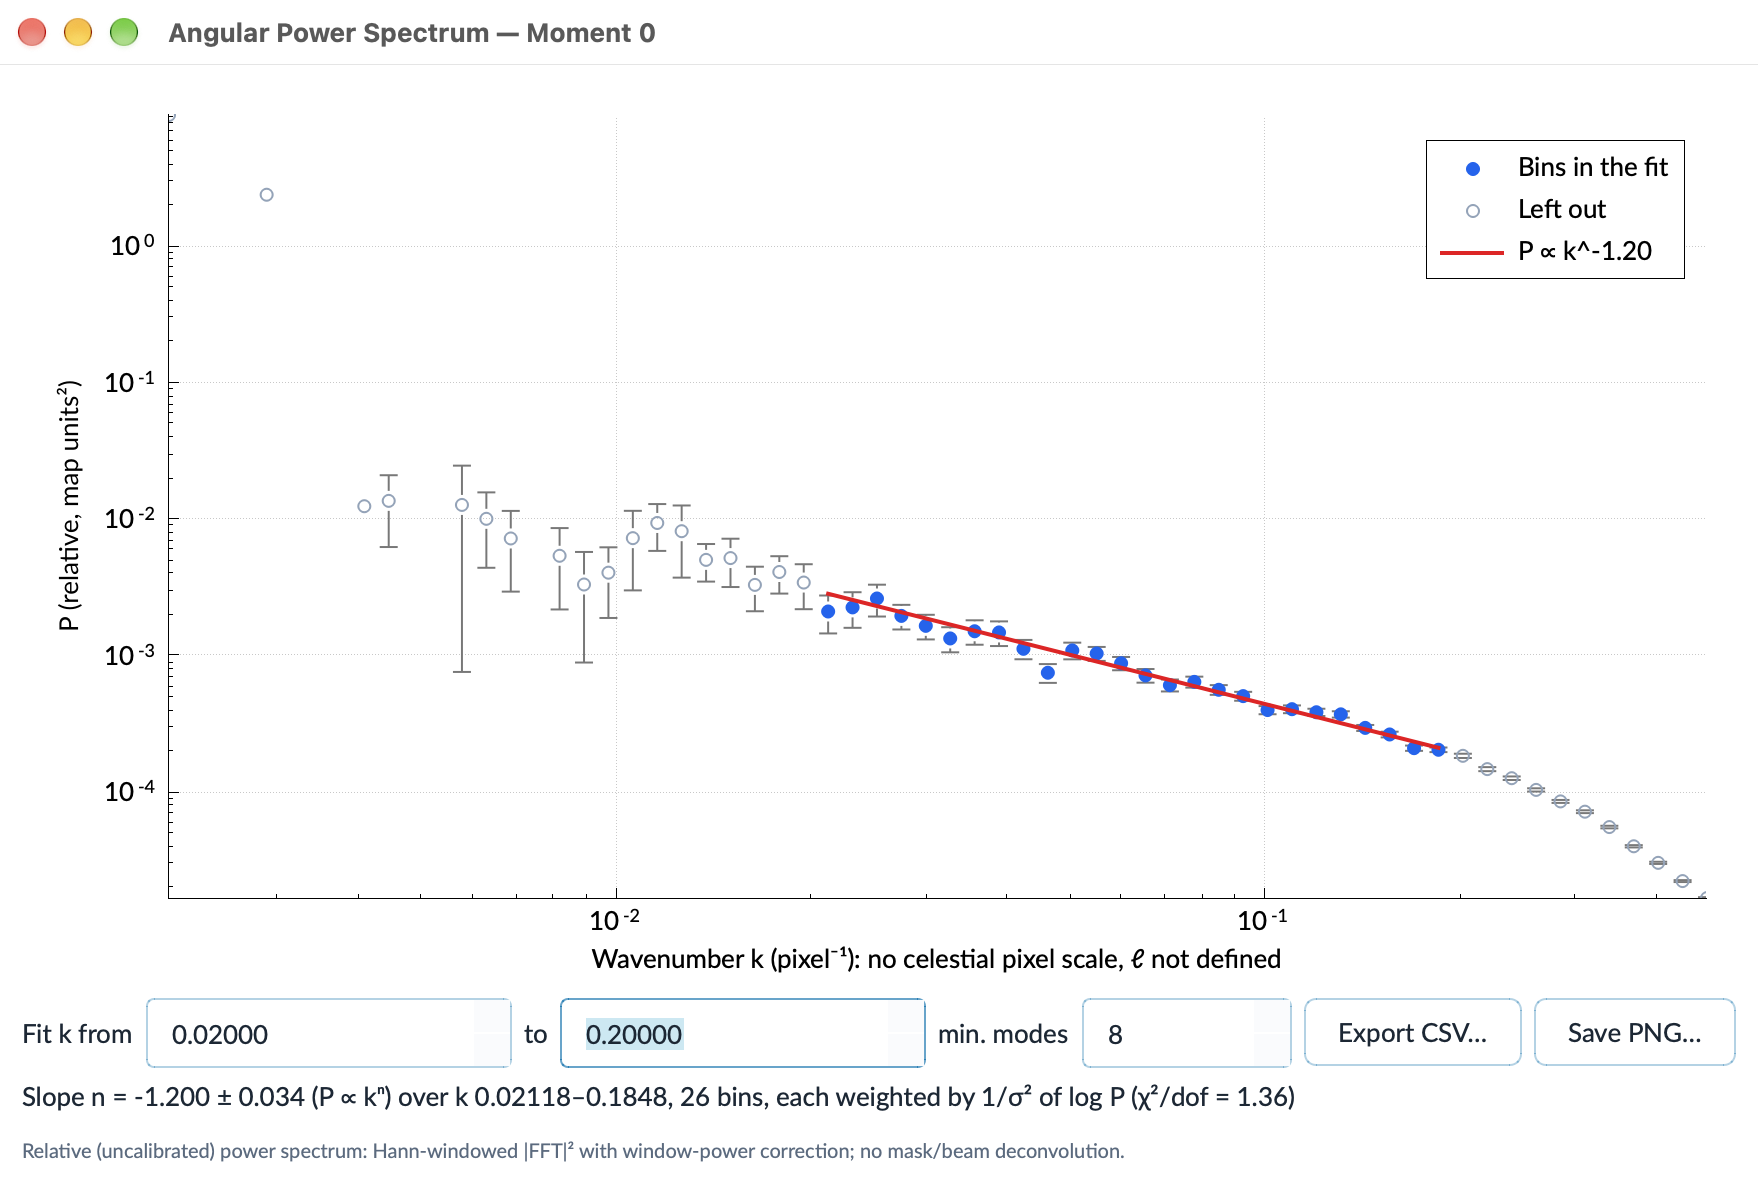 Angular Power Spectrum — Moment 0
Bins in the fit
Left out
P ∝ k^-1.20
10⁰
10⁻¹
10⁻²
10⁻³
10⁻⁴
P (relative, map units²)
10⁻²
10⁻¹
Wavenumber k (pixel⁻¹): no celestial pixel scale, ℓ not defined
Fit k from 0.02000 to 0.20000 min. modes 8 Export CSV... Save PNG...
Slope n = -1.200 ± 0.034 (P ∝ kⁿ) over k 0.02118–0.1848, 26 bins, each weighted by 1/σ² of log P (χ²/dof = 1.36)
Relative (uncalibrated) power spectrum: Hann-windowed |FFT|² with window-power correction; no mask/beam deconvolution.